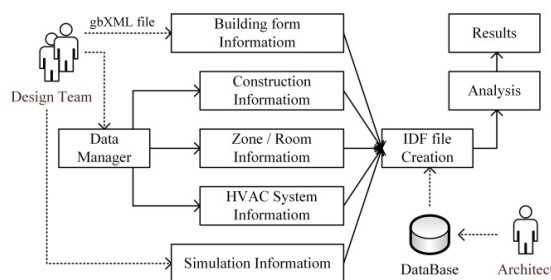 gbXML file
Building form
Informatiom
Results
Design Team
Construction
Informatiom
Analysis
Data
Manager
Zone / Room
Informatiom
IDF file
Creation
HVAC System
Informatiom
Simulation Informatiom
DataBase
Architect